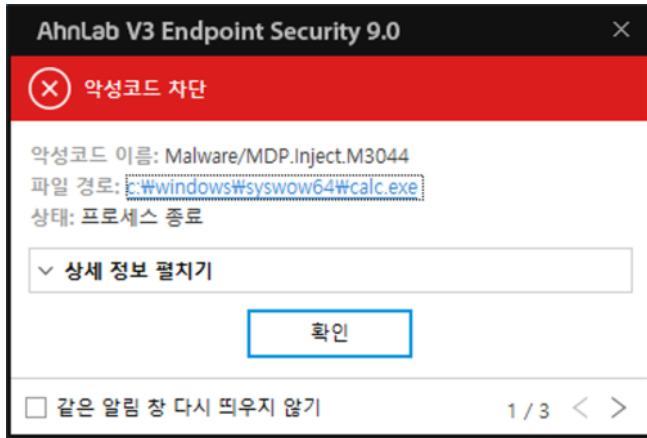 AhnLab V3 Endpoint Security 9.0
악성코드 차단
악성코드 이름: Malware/MDP.Inject.M3044
파일 경로: c:₩windows₩syswow64₩calc.exe
상태: 프로세스 종료
상세 정보 펼치기
확인
같은 알림 창 다시 띄우지 않기
1 / 3